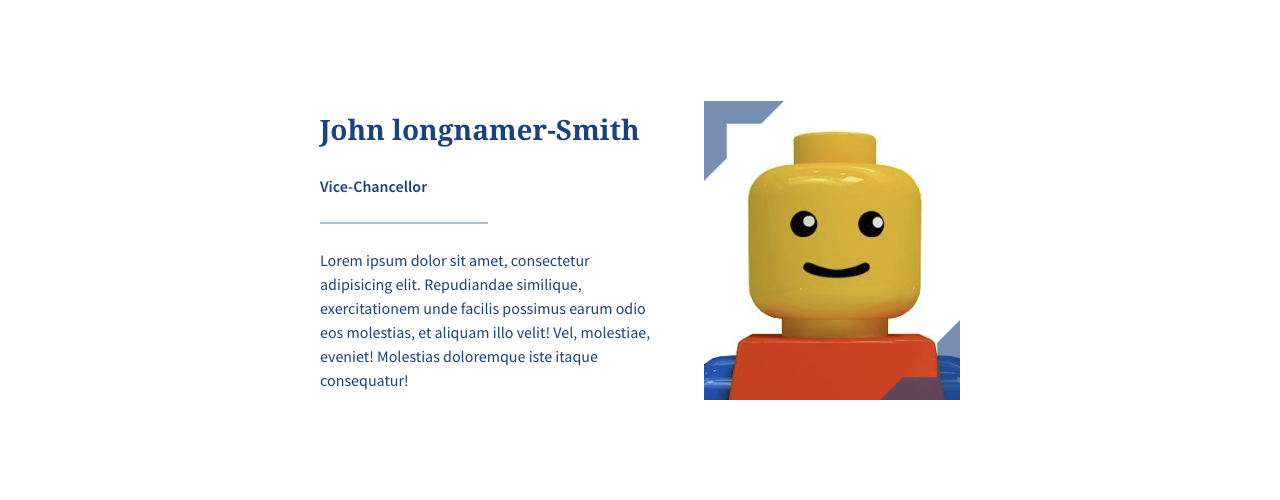 John longnamer-Smith
Vice-Chancellor
Lorem ipsum dolor sit amet, consectetur
adipisicing elit. Repudiandae similique,
exercitationem unde facilis possimus earum odio
eos molestias, et aliquam illo velit! Vel, molestiae,
eveniet! Molestias doloremque iste itaque
consequatur!